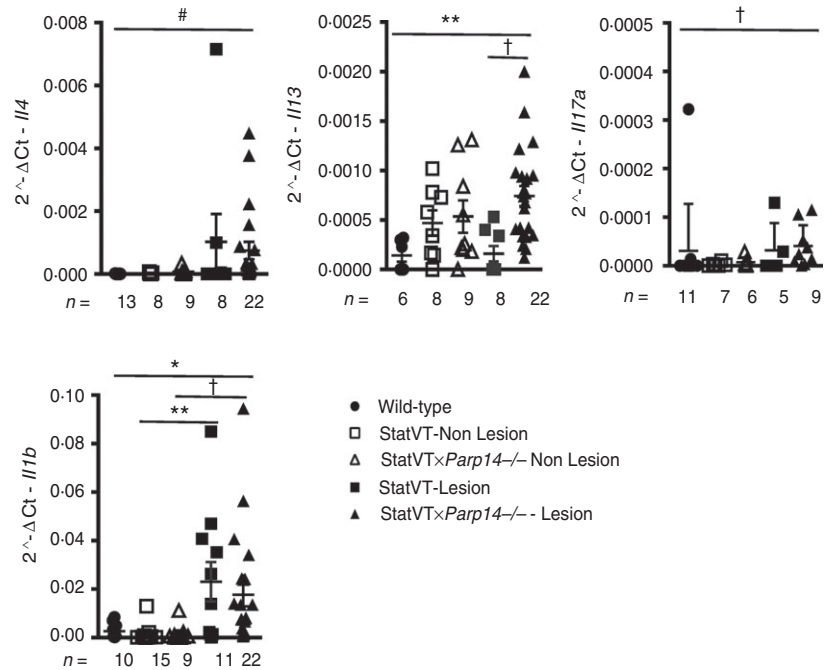 #
0·008
0·006
0·004
0·002
0·000
2^-ΔCt - Il4
n = 13 8 9 8 22
**
†
0·0025
0·0020
0·0015
0·0010
0·0005
0·0000
2^-ΔCt - Il13
n = 6 8 9 8 22
†
0·0005
0·0004
0·0003
0·0002
0·0001
0·0000
2^-ΔCt - Il17a
n = 11 7 6 5 9
*
†
**
0·10
0·08
0·06
0·04
0·02
0·00
2^-ΔCt - Il1b
n = 10 15 9 11 22
Wild-type
StatVT-Non Lesion
StatVT×Parp14–/– Non Lesion
StatVT-Lesion
StatVT×Parp14–/– - Lesion